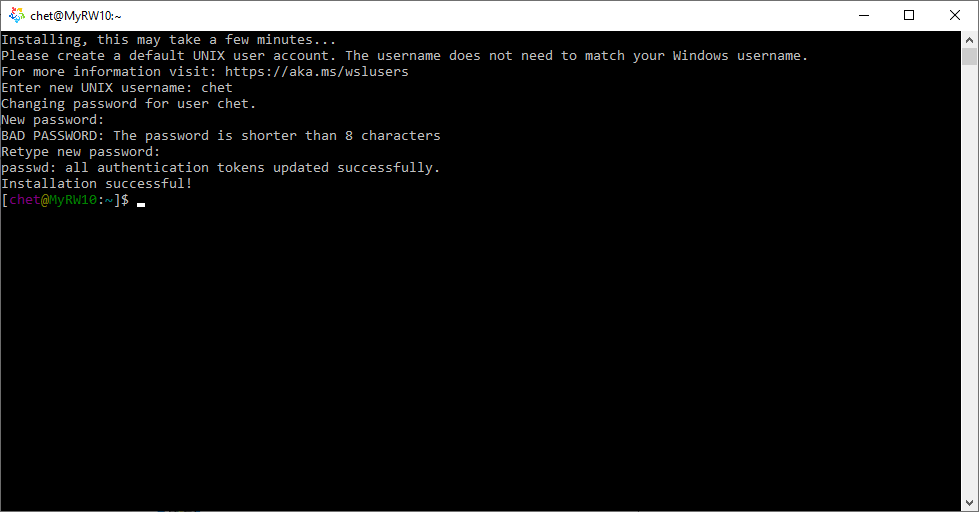 chet@MyRW10:~
Installing, this may take a few minutes...
Please create a default UNIX user account. The username does not need to match your Windows username.
For more information visit: https://aka.ms/wslusers
Enter new UNIX username: chet
Changing password for user chet.
New password:
BAD PASSWORD: The password is shorter than 8 characters
Retype new password:
passwd: all authentication tokens updated successfully.
Installation successful!
[chet@MyRW10:~]$